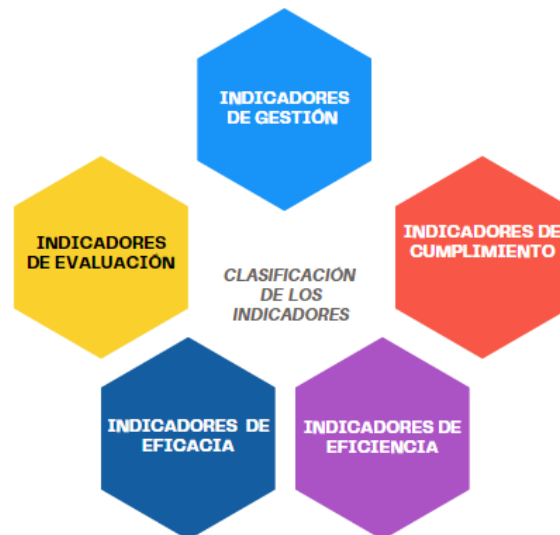 INDICADORES
DE GESTIÓN
INDICADORES
DE EVALUACIÓN
INDICADORES DE
CUMPLIMIENTO
CLASIFICACIÓN
DE LOS
INDICADORES
INDICADORES DE
EFICACIA
INDICADORES DE
EFICIENCIA